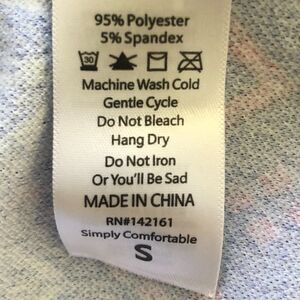 95% Polyester
5% Spandex
30
Machine Wash Cold
Gentle Cycle
Do Not Bleach
Hang Dry
Do Not Iron
Or You'll Be Sad
MADE IN CHINA
RN#142161
Simply Comfortable
S